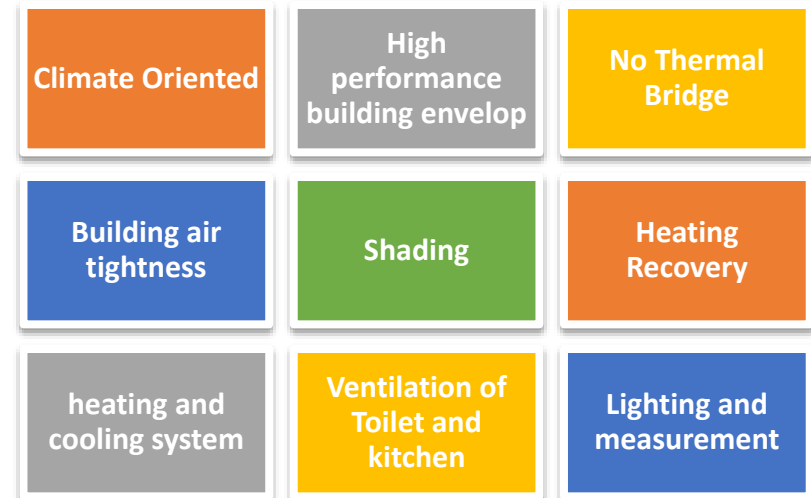 Climate Oriented
High
performance
building envelop
No Thermal
Bridge
Building air
tightness
Shading
Heating
Recovery
heating and
cooling system
Ventilation of
Toilet and
kitchen
Lighting and
measurement